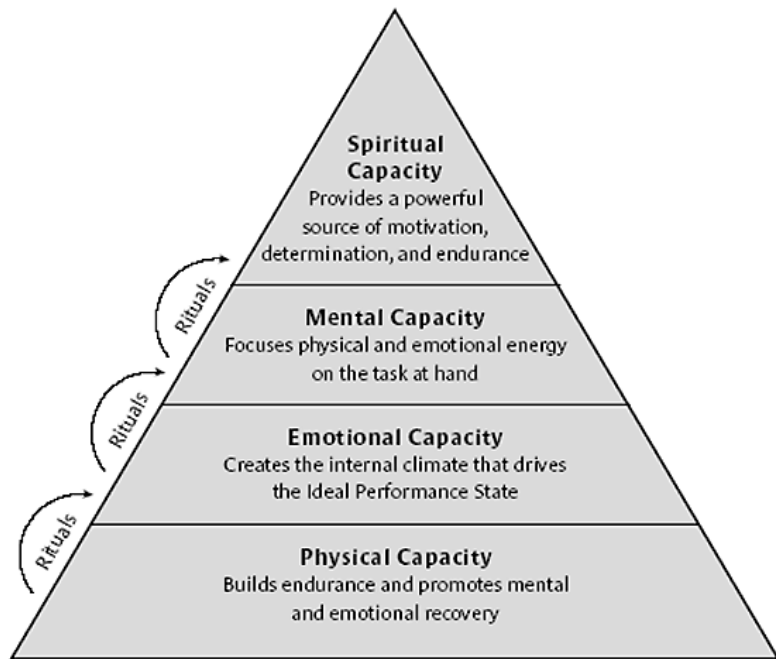 Spiritual
Capacity
Provides a powerful
source of motivation,
determination, and endurance
Rituals
Mental Capacity
Focuses physical and emotional energy
on the task at hand
Rituals
Emotional Capacity
Creates the internal climate that drives
the Ideal Performance State
Rituals
Physical Capacity
Builds endurance and promotes mental
and emotional recovery